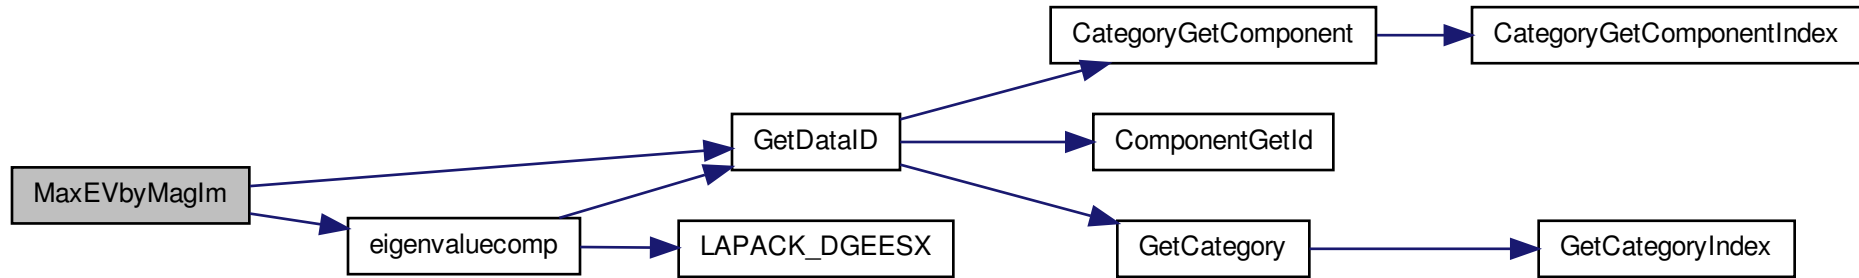 CategoryGetComponent
CategoryGetComponentIndex
GetDataID
ComponentGetId
MaxEVbyMagIm
eigenvaluecomp
LAPACK_DGEESX
GetCategory
GetCategoryIndex